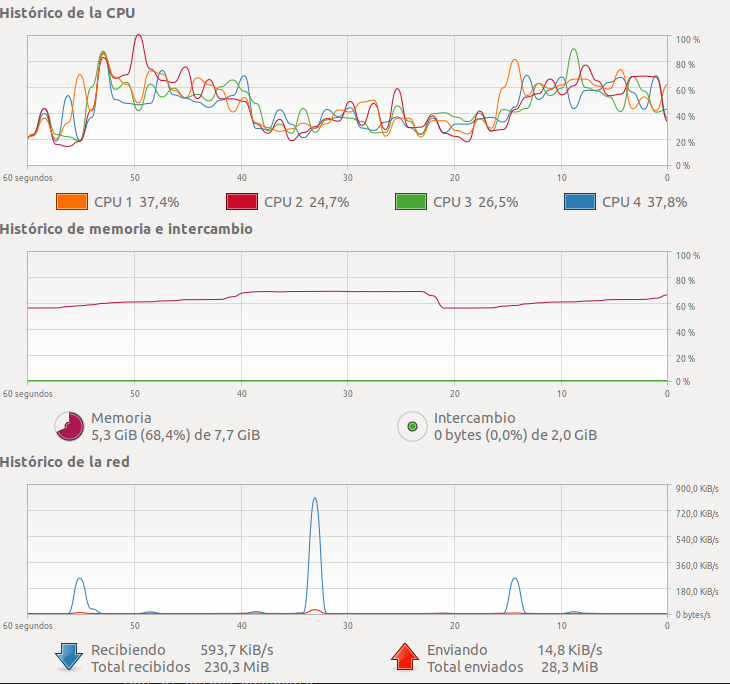 Histórico de la CPU
100 %
80 %
60 %
40 %
20 %
0 %
60 segundos 50 40 30 20 10 0
CPU 1 37,4% CPU 2 24,7% CPU 3 26,5% CPU 4 37,8%
Histórico de memoria e intercambio
100 %
80 %
60 %
40 %
20 %
0 %
60 segundos 50 40 30 20 10 0
Memoria
5,3 GiB (68,4%) de 7,7 GiB
Intercambio
0 bytes (0,0%) de 2,0 GiB
Histórico de la red
900,0 KiB/s
720,0 KiB/s
540,0 KiB/s
360,0 KiB/s
180,0 KiB/s
0 bytes/s
60 segundos 50 40 30 20 10 0
Recibiendo 593,7 KiB/s
Total recibidos 230,3 MiB
Enviando 14,8 KiB/s
Total enviados 28,3 MiB